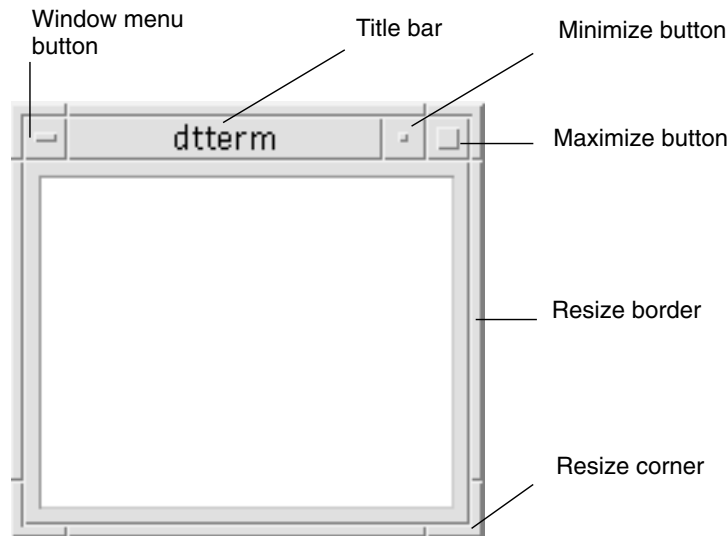 Window menu
button
Title bar
Minimize button
dtterm
Maximize button
Resize border
Resize corner